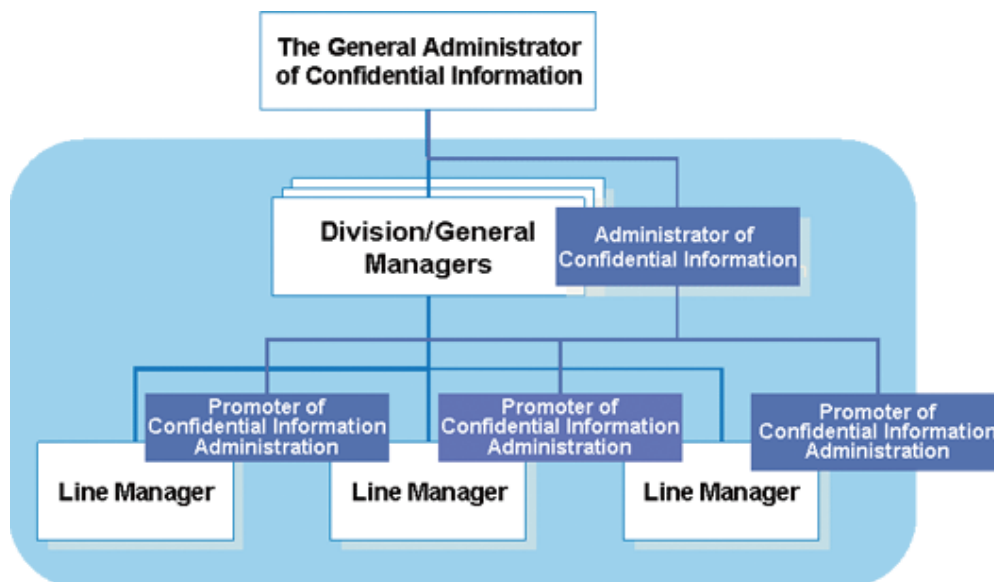 The General Administrator
of Confidential Information
Division/General
Managers
Administrator of
Confidential Information
Promoter of
Confidential Information
Administration
Promoter of
Confidential Information
Administration
Promoter of
Confidential Information
Administration
Line Manager
Line Manager
Line Manager